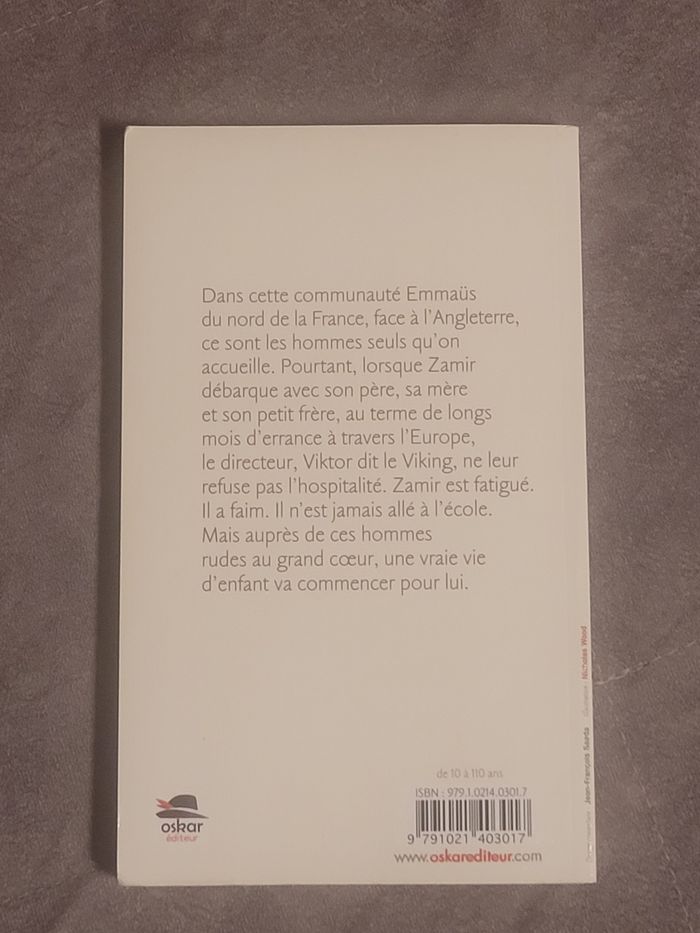 Dans cette communauté Emmaüs
du nord de la France, face à l'Angleterre,
ce sont les hommes seuls qu'on
accueille. Pourtant, lorsque Zamir
débarque avec son père, sa mère
et son petit frère, au terme de longs
mois d'errance à travers l'Europe,
le directeur, Viktor dit le Viking, ne leur
refuse pas l'hospitalité. Zamir est fatigué.
Il a faim. Il n'est jamais allé à l'école.
Mais auprès de ces hommes
rudes au grand cœur, une vraie vie
d'enfant va commencer pour lui.
de 10 à 110 ans
ISBN : 979.1.0214.0301.7
9 791021 403017
www.oskarediteur.com
oskar
éditeur
Jean-François Saada
Nicholas Wood